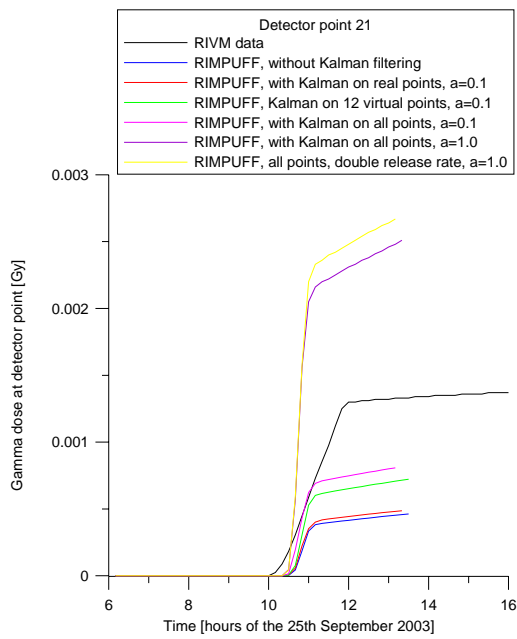 Detector point 21
RIVM data
RIMPUFF, without Kalman filtering
RIMPUFF, with Kalman on real points, a=0.1
RIMPUFF, Kalman on 12 virtual points, a=0.1
RIMPUFF, with Kalman on all points, a=0.1
RIMPUFF, with Kalman on all points, a=1.0
RIMPUFF, all points, double release rate, a=1.0
0.003
0.002
0.001
0
Gamma dose at detector point [Gy]
6 8 10 12 14 16
Time [hours of the 25th September 2003)